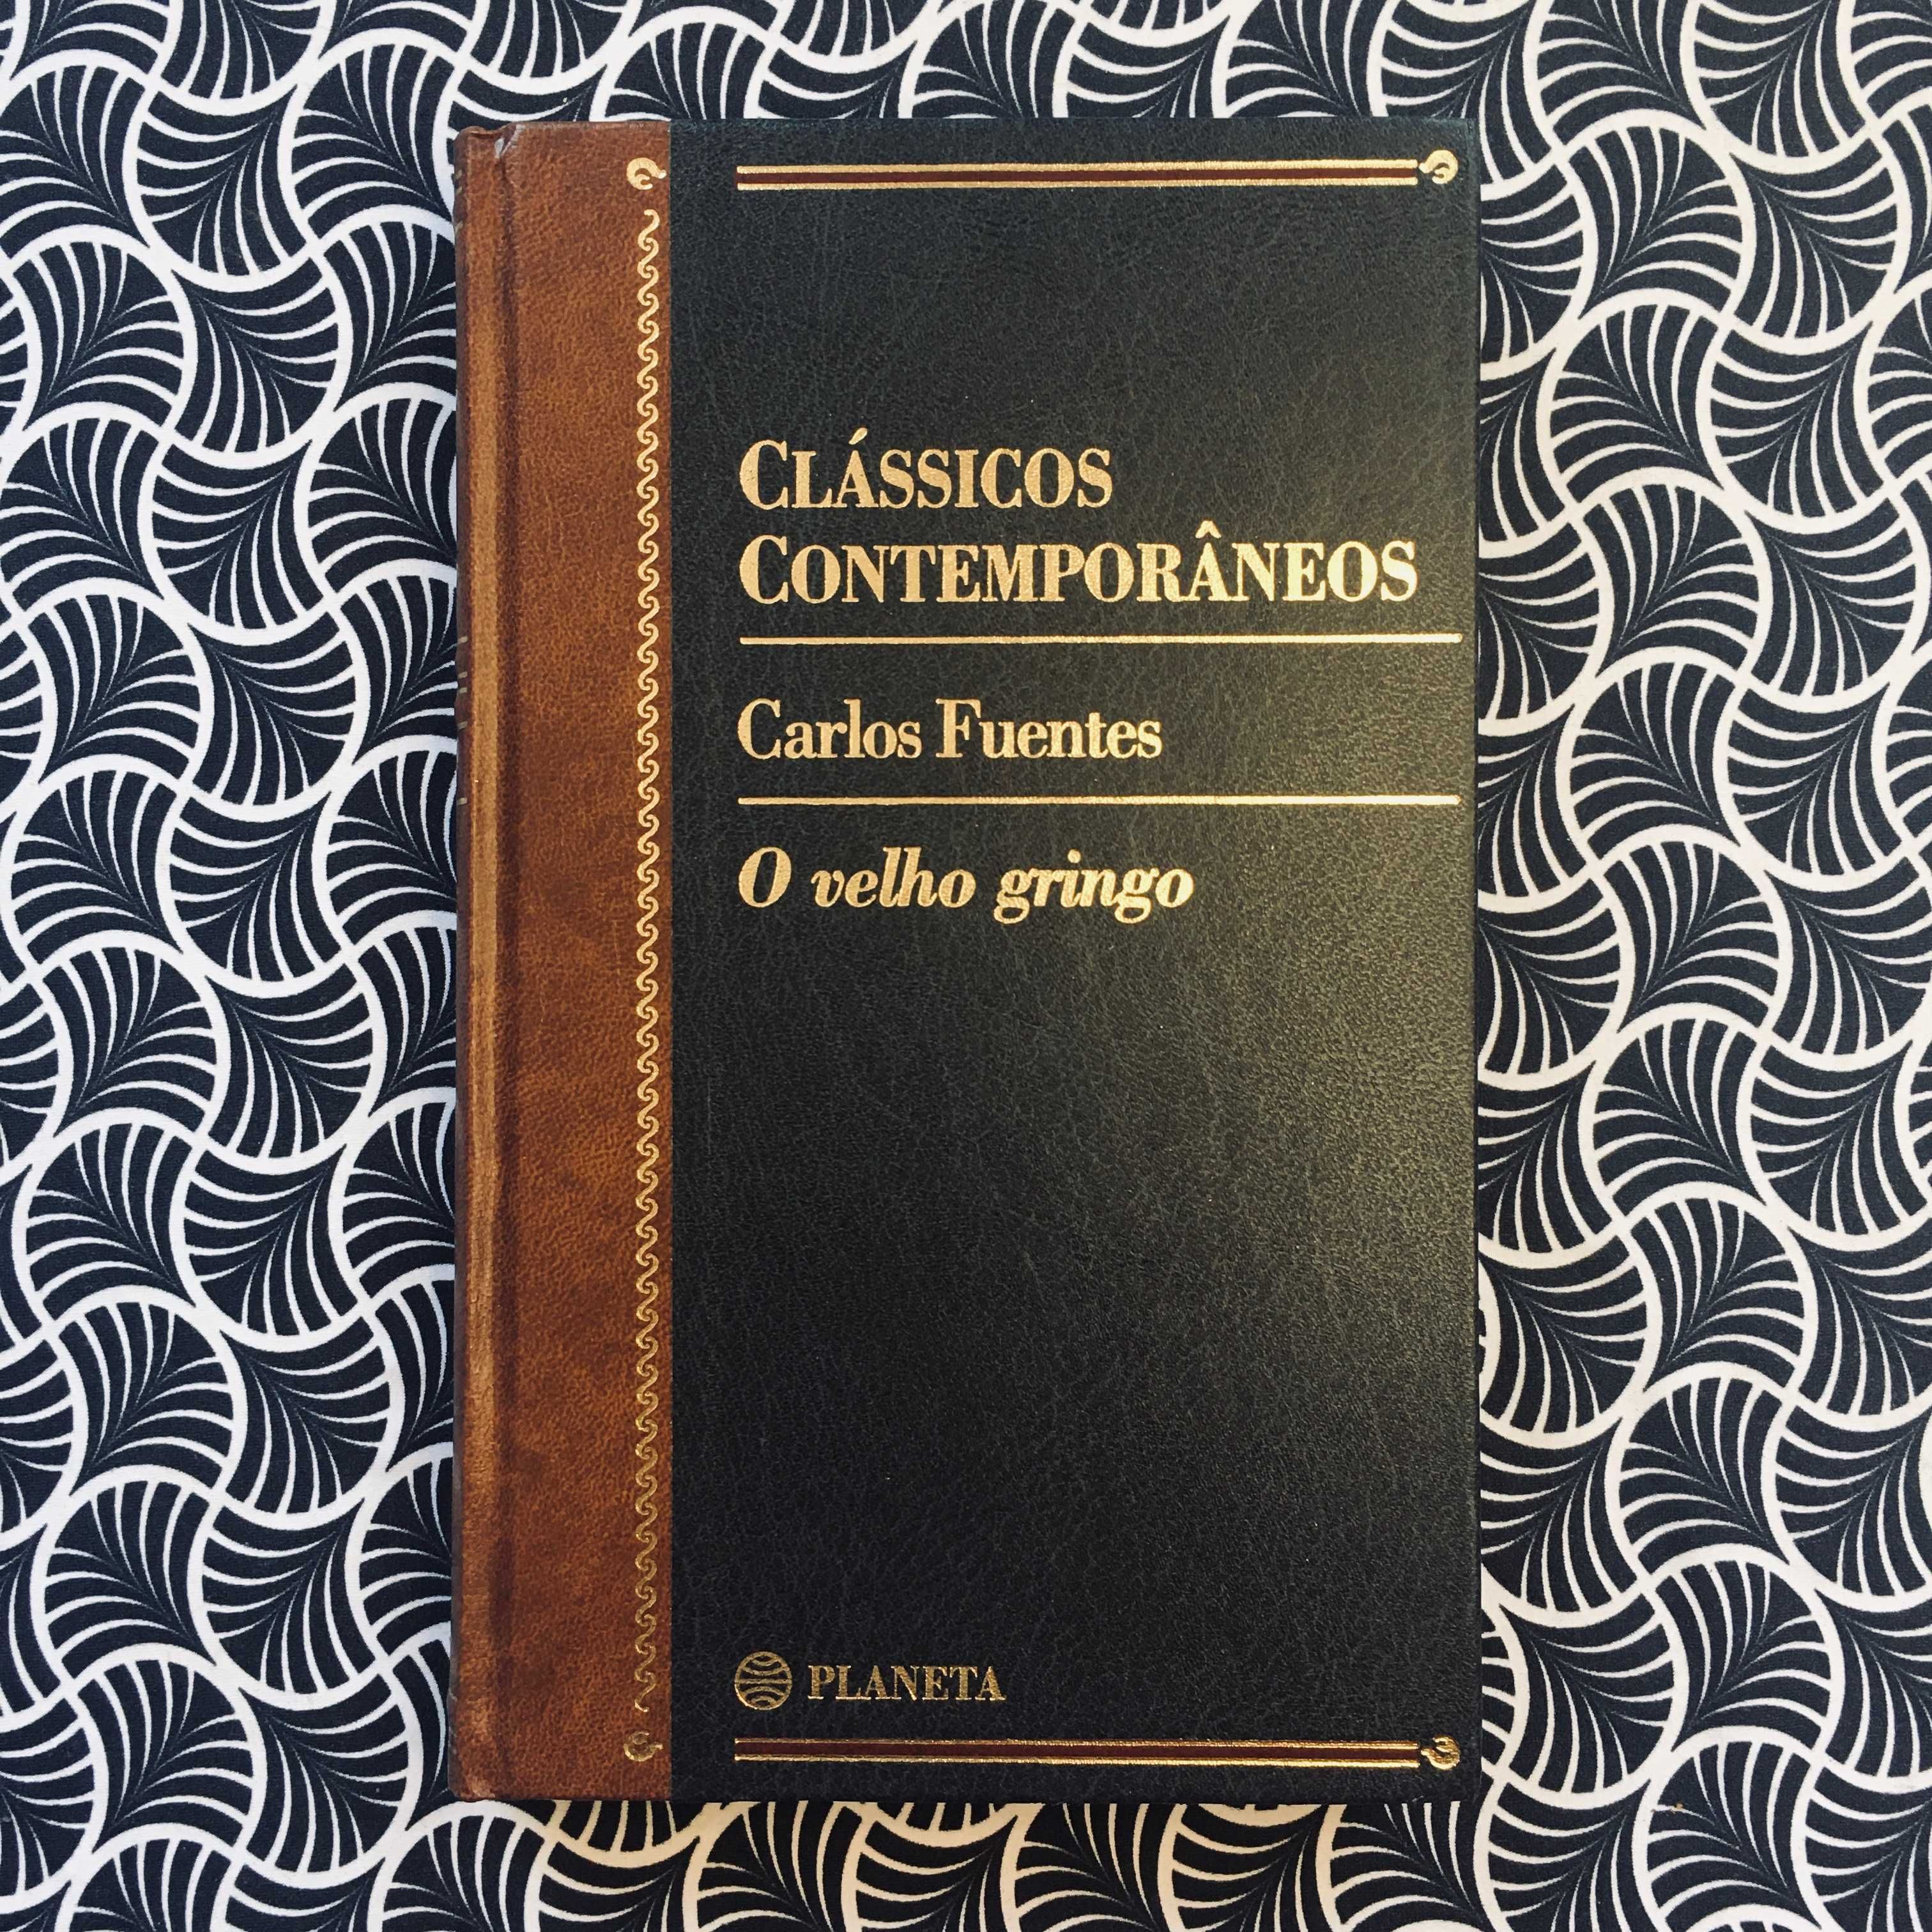 CLÁSSICOS
CONTEMPORÂNEOS
Carlos Fuentes
O velho gringo
PLANETA